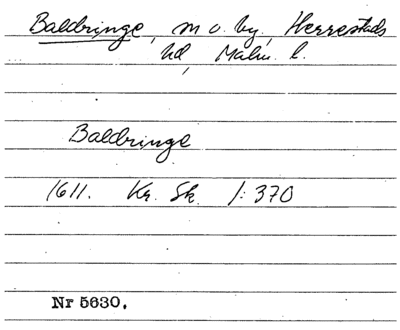 Baldringe, m o. by, Herrestads
hd, Malm. l.
Baldringe
1611. Kr. Sk. 1:370
Nr 5630.